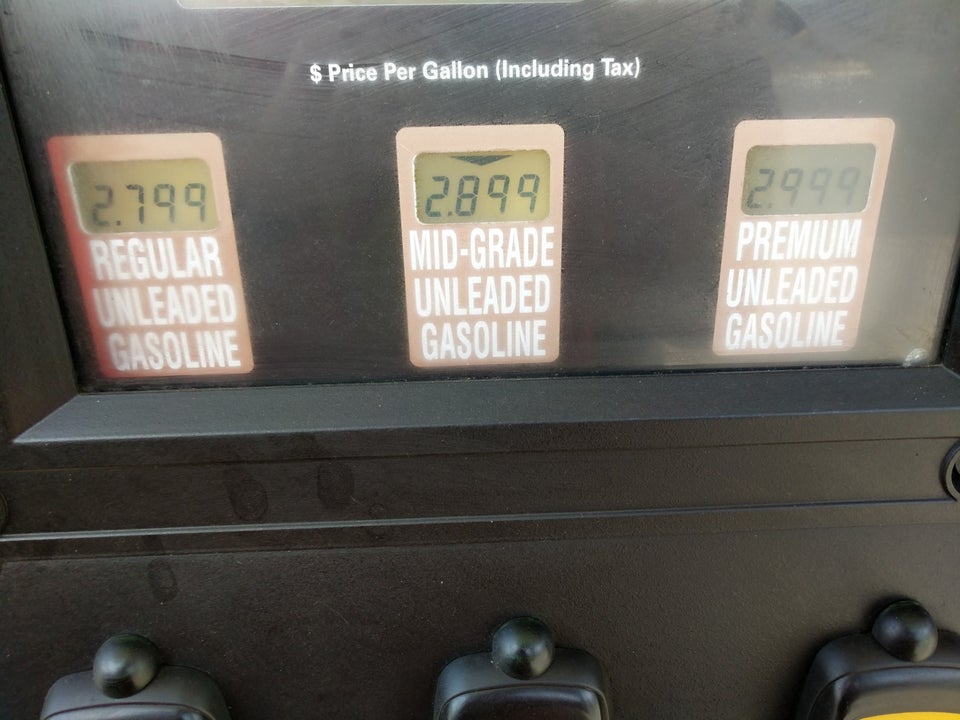 $ Price Per Gallon (Including Tax)
2.799
REGULAR
UNLEADED
GASOLINE
2.899
MID-GRADE
UNLEADED
GASOLINE
2.999
PREMIUM
UNLEADED
GASOLINE